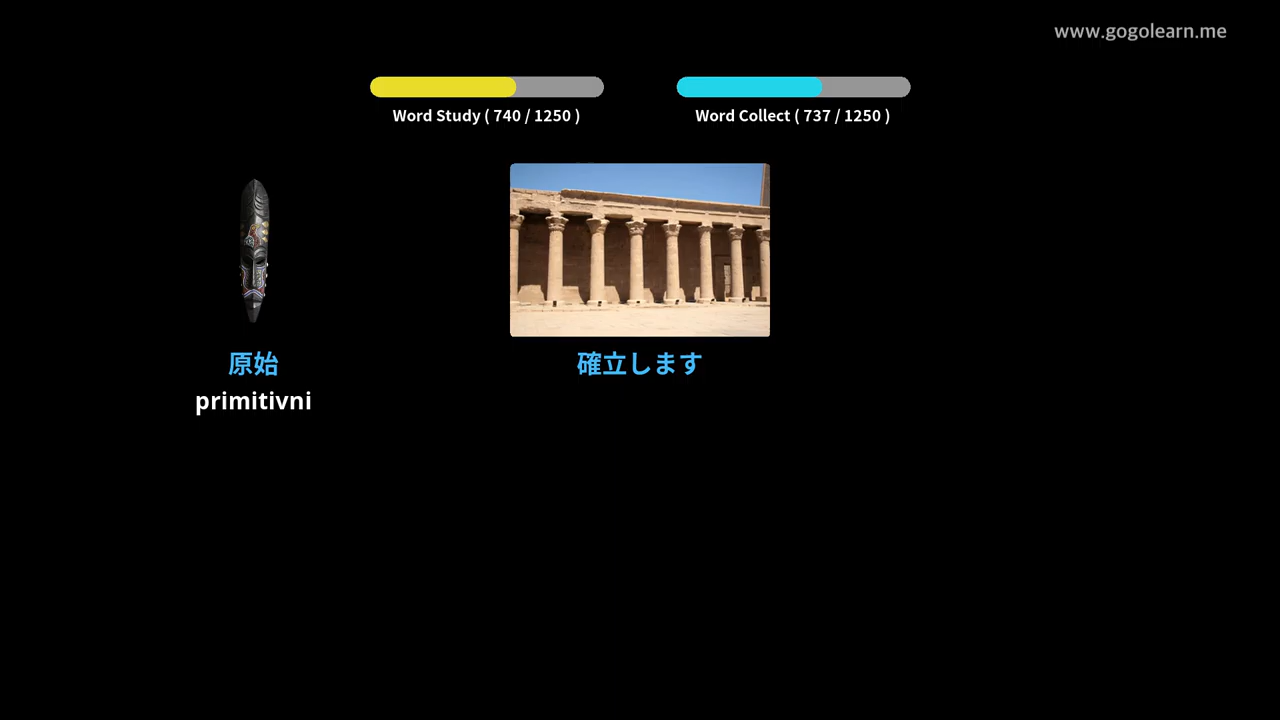 www.gogolearn.me
Word Study ( 740 / 1250 )
Word Collect ( 737 / 1250 )
原始
primitivni
確立します